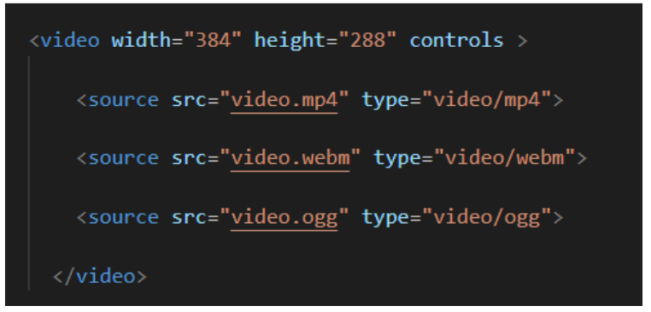 <video width="384" height="288" controls >
<source src="video.mp4" type="video/mp4">
<source src="video.webm" type="video/webm">
<source src="video.ogg" type="video/ogg">
</video>